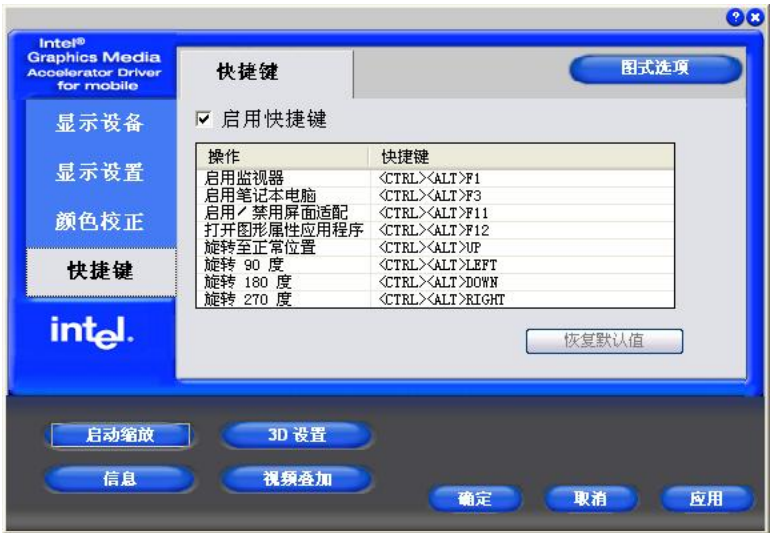 Intel®
Graphics Media
Accelerator Driver
for mobile
快捷键
图式选项
显示设备
显示设置
颜色校正
快捷键
intel.
启用快捷键
操作 快捷键
启用监视器 <CTRL><ALT>F1
启用笔记本电脑 <CTRL><ALT>F3
启用/禁用屏面适配 <CTRL><ALT>F11
打开图形属性应用程序 <CTRL><ALT>F12
旋转至正常位置 <CTRL><ALT>UP
旋转 90 度 <CTRL><ALT>LEFT
旋转 180 度 <CTRL><ALT>DOWN
旋转 270 度 <CTRL><ALT>RIGHT
恢复默认值
启动缩放 3D 设置
信息 视频叠加
确定 取消 应用